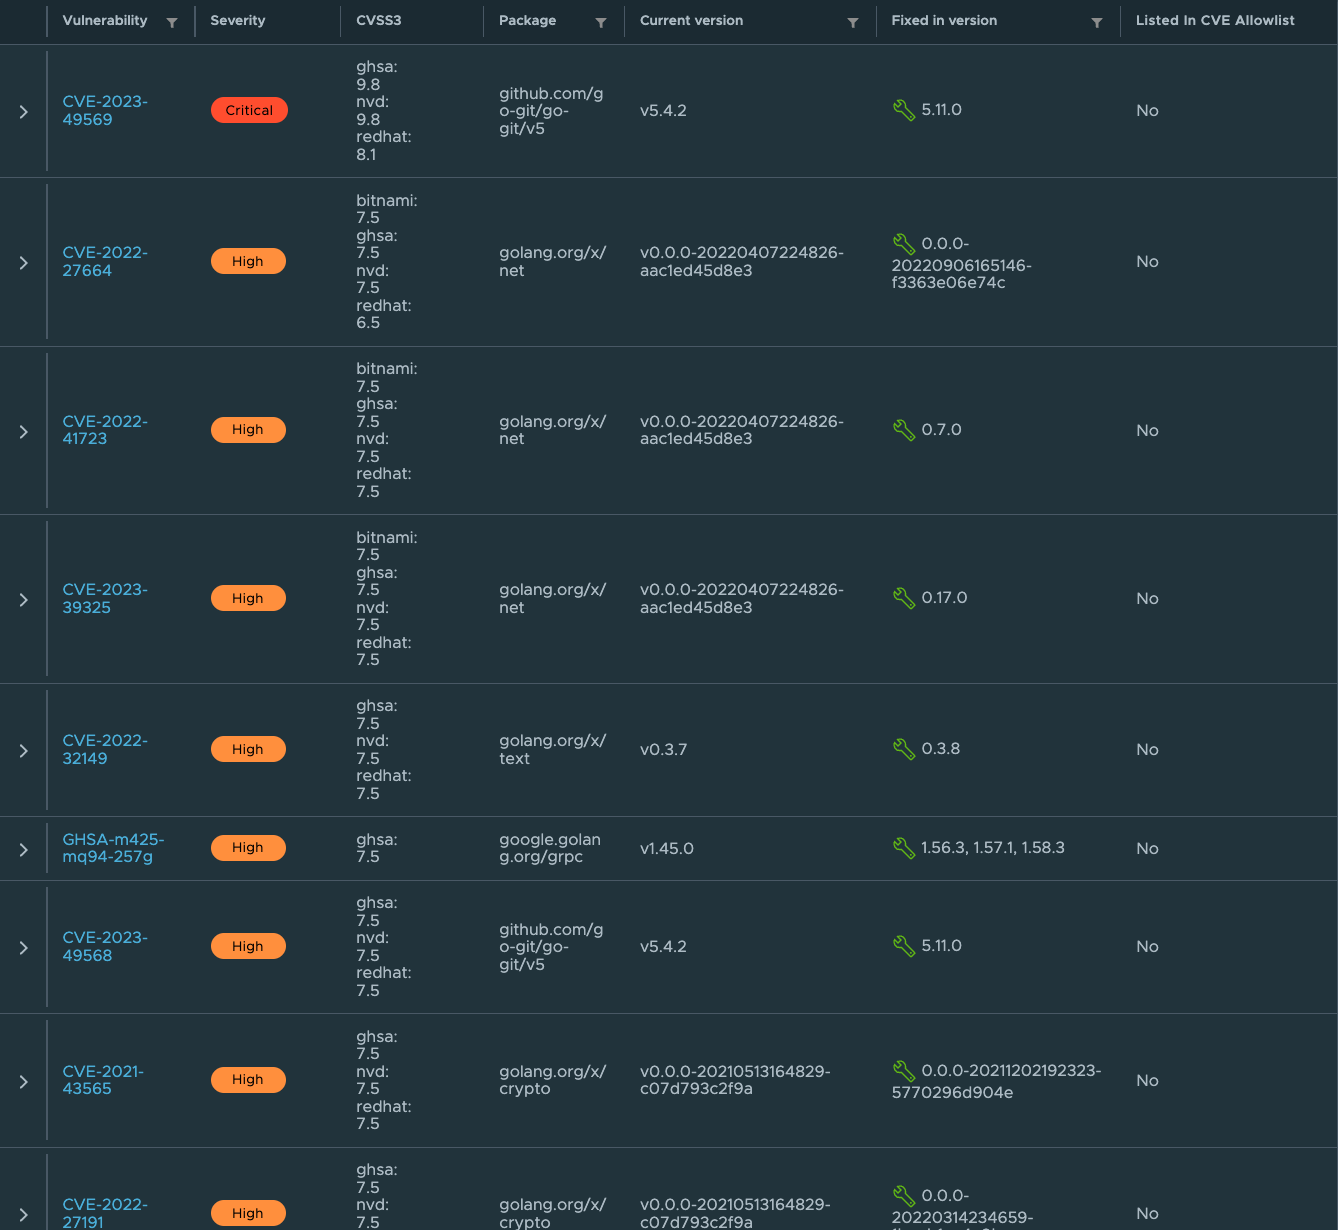 Vulnerability Severity CVSS3 Package Current version Fixed in version Listed In CVE Allowlist
CVE-2023-
49569
Critical
ghsa:
9.8
nvd:
9.8
redhat:
8.1
github.com/g
o-git/go-
git/v5
v5.4.2
5.11.0
No
CVE-2022-
27664
High
bitnami:
7.5
ghsa:
7.5
nvd:
7.5
redhat:
6.5
golang.org/x/
net
v0.0.0-20220407224826-
aac1ed45d8e3
0.0.0-
20220906165146-
f3363e06e74c
No
CVE-2022-
41723
High
bitnami:
7.5
ghsa:
7.5
nvd:
7.5
redhat:
7.5
golang.org/x/
net
v0.0.0-20220407224826-
aac1ed45d8e3
0.7.0
No
CVE-2023-
39325
High
bitnami:
7.5
ghsa:
7.5
nvd:
7.5
redhat:
7.5
golang.org/x/
net
v0.0.0-20220407224826-
aac1ed45d8e3
0.17.0
No
CVE-2022-
32149
High
ghsa:
7.5
nvd:
7.5
redhat:
7.5
golang.org/x/
text
v0.3.7
0.3.8
No
GHSA-m425-
mq94-257g
High
ghsa:
7.5
google.golan
g.org/grpc
v1.45.0
1.56.3, 1.57.1, 1.58.3
No
CVE-2023-
49568
High
ghsa:
7.5
nvd:
7.5
redhat:
7.5
github.com/g
o-git/go-
git/v5
v5.4.2
5.11.0
No
CVE-2021-
43565
High
ghsa:
7.5
nvd:
7.5
redhat:
7.5
golang.org/x/
crypto
v0.0.0-20210513164829-
c07d793c2f9a
0.0.0-20211202192323-
5770296d904e
No
CVE-2022-
27191
High
ghsa:
7.5
nvd:
7.5
golang.org/x/
crypto
v0.0.0-20210513164829-
c07d793c2f9a
0.0.0-
20220314234659-
No